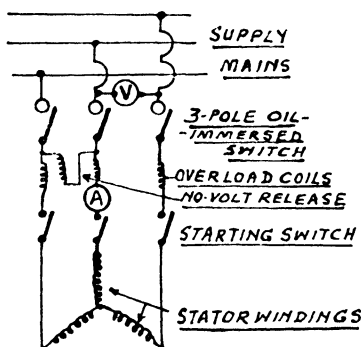 SUPPLY
MAINS
V
3-POLE OIL-
-IMMERSED
SWITCH
OVERLOAD COILS
NO-VOLT RELEASE
A
STARTING SWITCH
STATOR WINDINGS